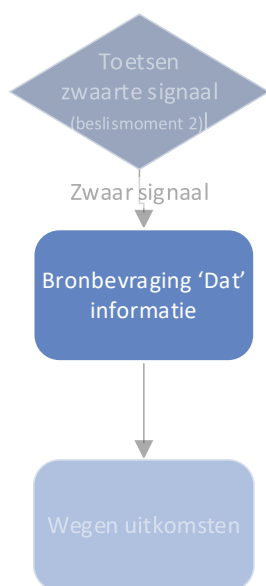 Toetsen
zwaarte signaal
(beslismoment 2)
Zwaar signaal
Bronbevraging ‘Dat’
informatie
Wegen uitkomsten